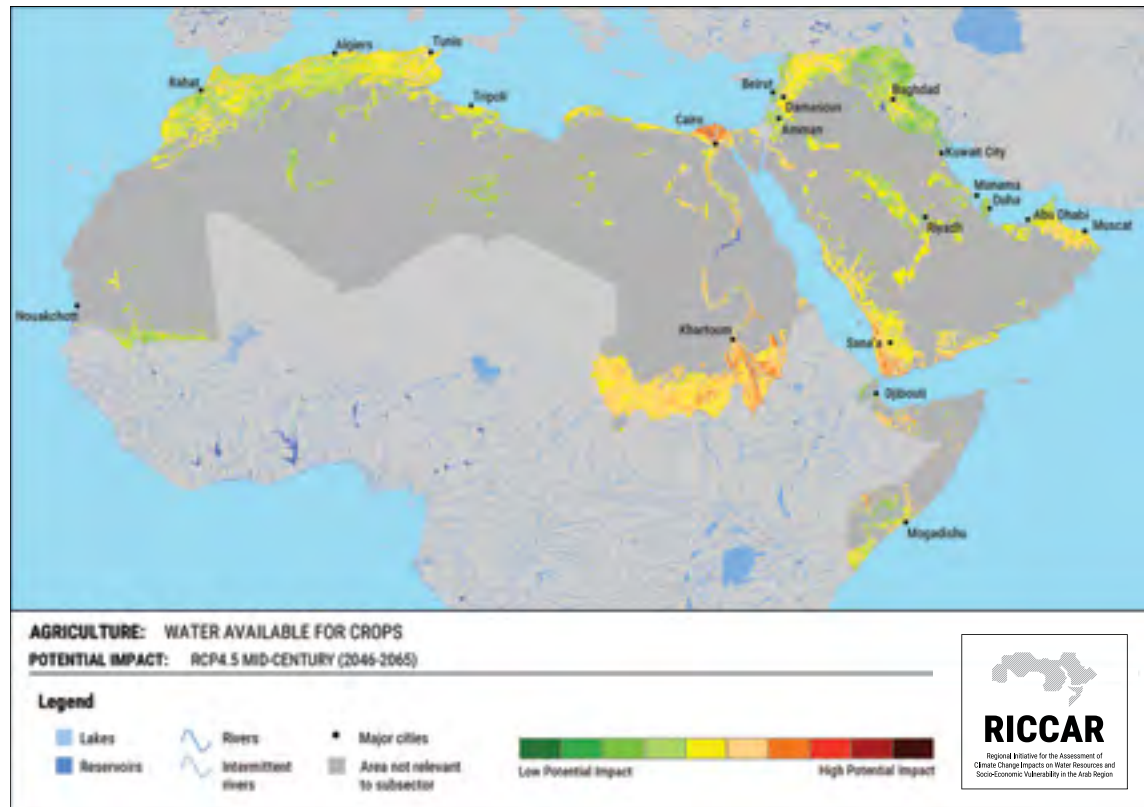 Algiers
Tunis
Rabat
Tripoli
Beirut
Damascus
Baghdad
Cairo
Amman
Kuwait City
Manama
Doha
Abu Dhabi
Muscat
Riyadh
Nouakchott
Khartoum
Sana'a
Djibouti
Mogadishu
AGRICULTURE: WATER AVAILABLE FOR CROPS
POTENTIAL IMPACT: RCP4.5 MID-CENTURY (2046-2065)
Legend
Lakes
Rivers
Major cities
Reservoirs
Intermittent
rivers
Area not relevant
to subsector
Low Potential Impact
High Potential Impact
RICCAR
Regional Initiative for the Assessment of
Climate Change Impacts on Water Resources and
Socio-Economic Vulnerability in the Arab Region